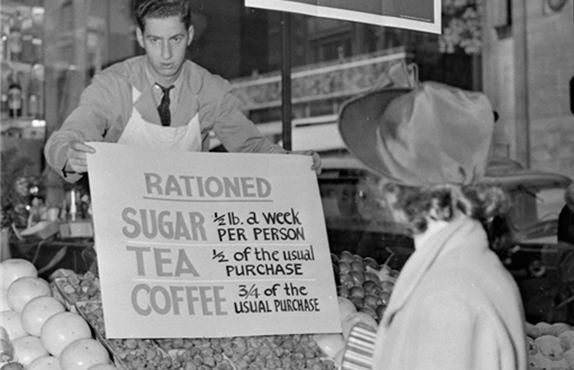 RATIONED
SUGAR ½ lb. a week
PER PERSON
TEA ½ of the usual
PURCHASE
COFFEE 3/4 of the
USUAL PURCHASE